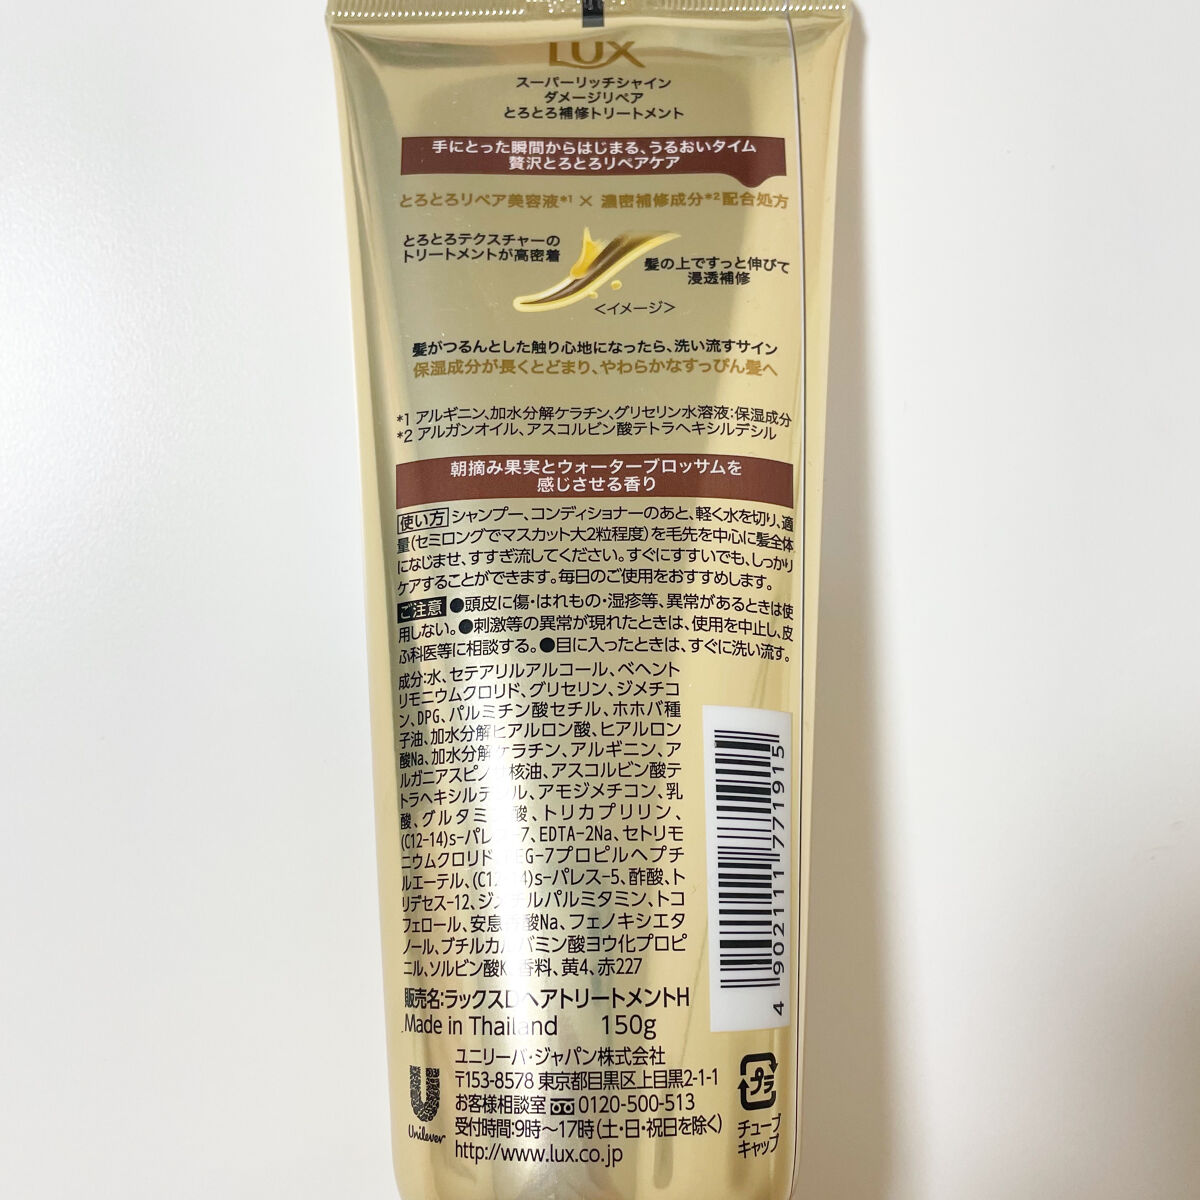 LUX
スーパーリッチシャイン
ダメージリペア
とろとろ補修トリートメント
手にとった瞬間からはじまる、うるおいタイム
贅沢とろとろリペアケア
とろとろリペア美容液*1 × 濃密補修成分*2配合処方
とろとろテクスチャーの
トリートメントが高密着
髪の上ですっと伸びて
浸透補修
<イメージ>
髪がつるんとした触り心地になったら、洗い流すサイン
保湿成分が長くとどまり、やわらかなすっぴん髪へ
*1 アルギニン、加水分解ケラチン、グリセリン水溶液:保湿成分
*2 アルガンオイル、アスコルビン酸テトラヘキシルデシル
朝摘み果実とウォーターブロッサムを
感じさせる香り
使い方 シャンプー、コンディショナーのあと、軽く水を切り、適
量(セミロングでマスカット大2粒程度)を毛先を中心に髪全体
になじませ、すすぎ流してください。すぐにすすいでも、しっかり
ケアすることができます。毎日のご使用をおすすめします。
ご注意 ●頭皮に傷・はれもの・湿疹等、異常があるときは使
用しない。●刺激等の異常が現れたときは、使用を中止し、皮
ふ科医等に相談する。●目に入ったときは、すぐに洗い流す。
成分:水、セテアリルアルコール、ベヘント
リモニウムクロリド、グリセリン、ジメチコ
ン、DPG、パルミチン酸セチル、ホホバ種
子油、加水分解ヒアルロン酸、ヒアルロン
酸Na、加水分解ケラチン、アルギニン、ア
ルガニアスピノサ核油、アスコルビン酸テ
トラヘキシルデシル、アモジメチコン、乳
酸、グルタミン酸、トリカプリリン、
(C12-14)s-パレス-7、EDTA-2Na、セトリモ
ニウムクロリド、PEG-7プロピルヘプチ
ルエーテル、(C12-14)s-パレス-5、酢酸、ト
リデセス-12、ジメチルパルミタミン、トコ
フェロール、安息香酸Na、フェノキシエタ
ノール、ブチルカルバミン酸ヨウ化プロピ
ニル、ソルビン酸K、香料、黄4、赤227
販売名:ラックスDヘアトリートメントH
Made in Thailand 150g
4902111771915
Unilever
ユニリーバ・ジャパン株式会社
〒153-8578 東京都目黒区上目黒2-1-1
お客様相談室 0120-500-513
受付時間:9時〜17時(土・日・祝日を除く)
http://www.lux.co.jp
プラ
チューブ
キャップ